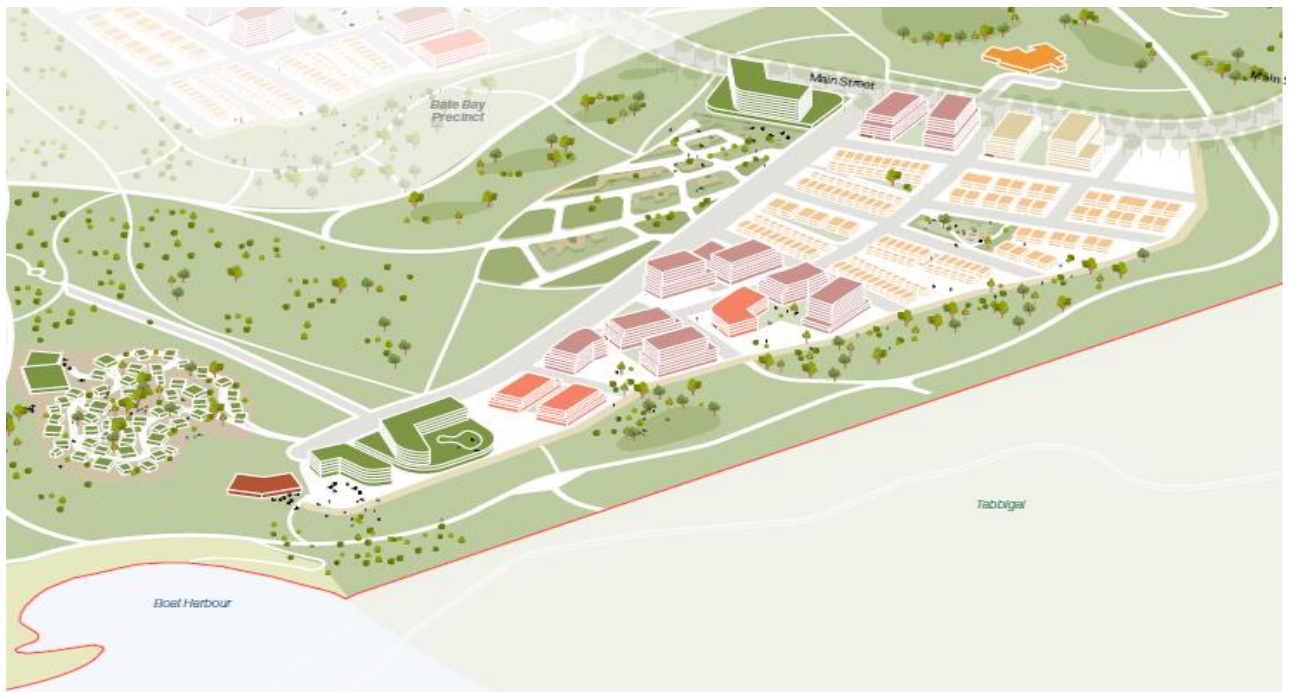 Main Street
Main S
Bate Bay
Precinct
Tabbigai
Boat Harbour